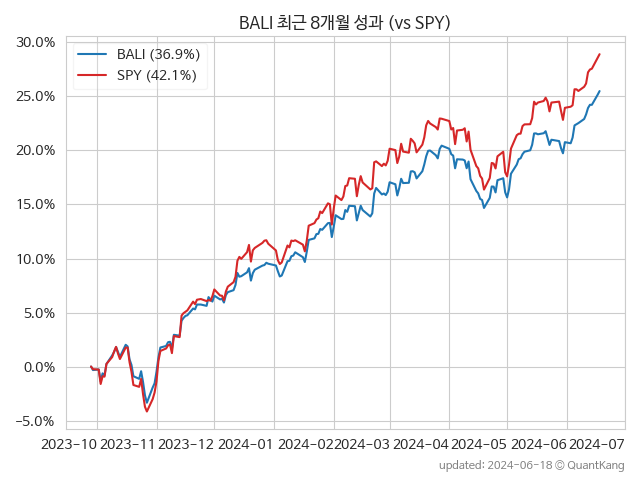 BALI 최근 8개월 성과 (vs SPY)
BALI (36.9%)
SPY (42.1%)
30.0%
25.0%
20.0%
15.0%
10.0%
5.0%
0.0%
−5.0%
2023-10 2023-11 2023-12 2024-01 2024-02 2024-03 2024-04 2024-05 2024-06 2024-07
updated: 2024-06-18 © QuantKang